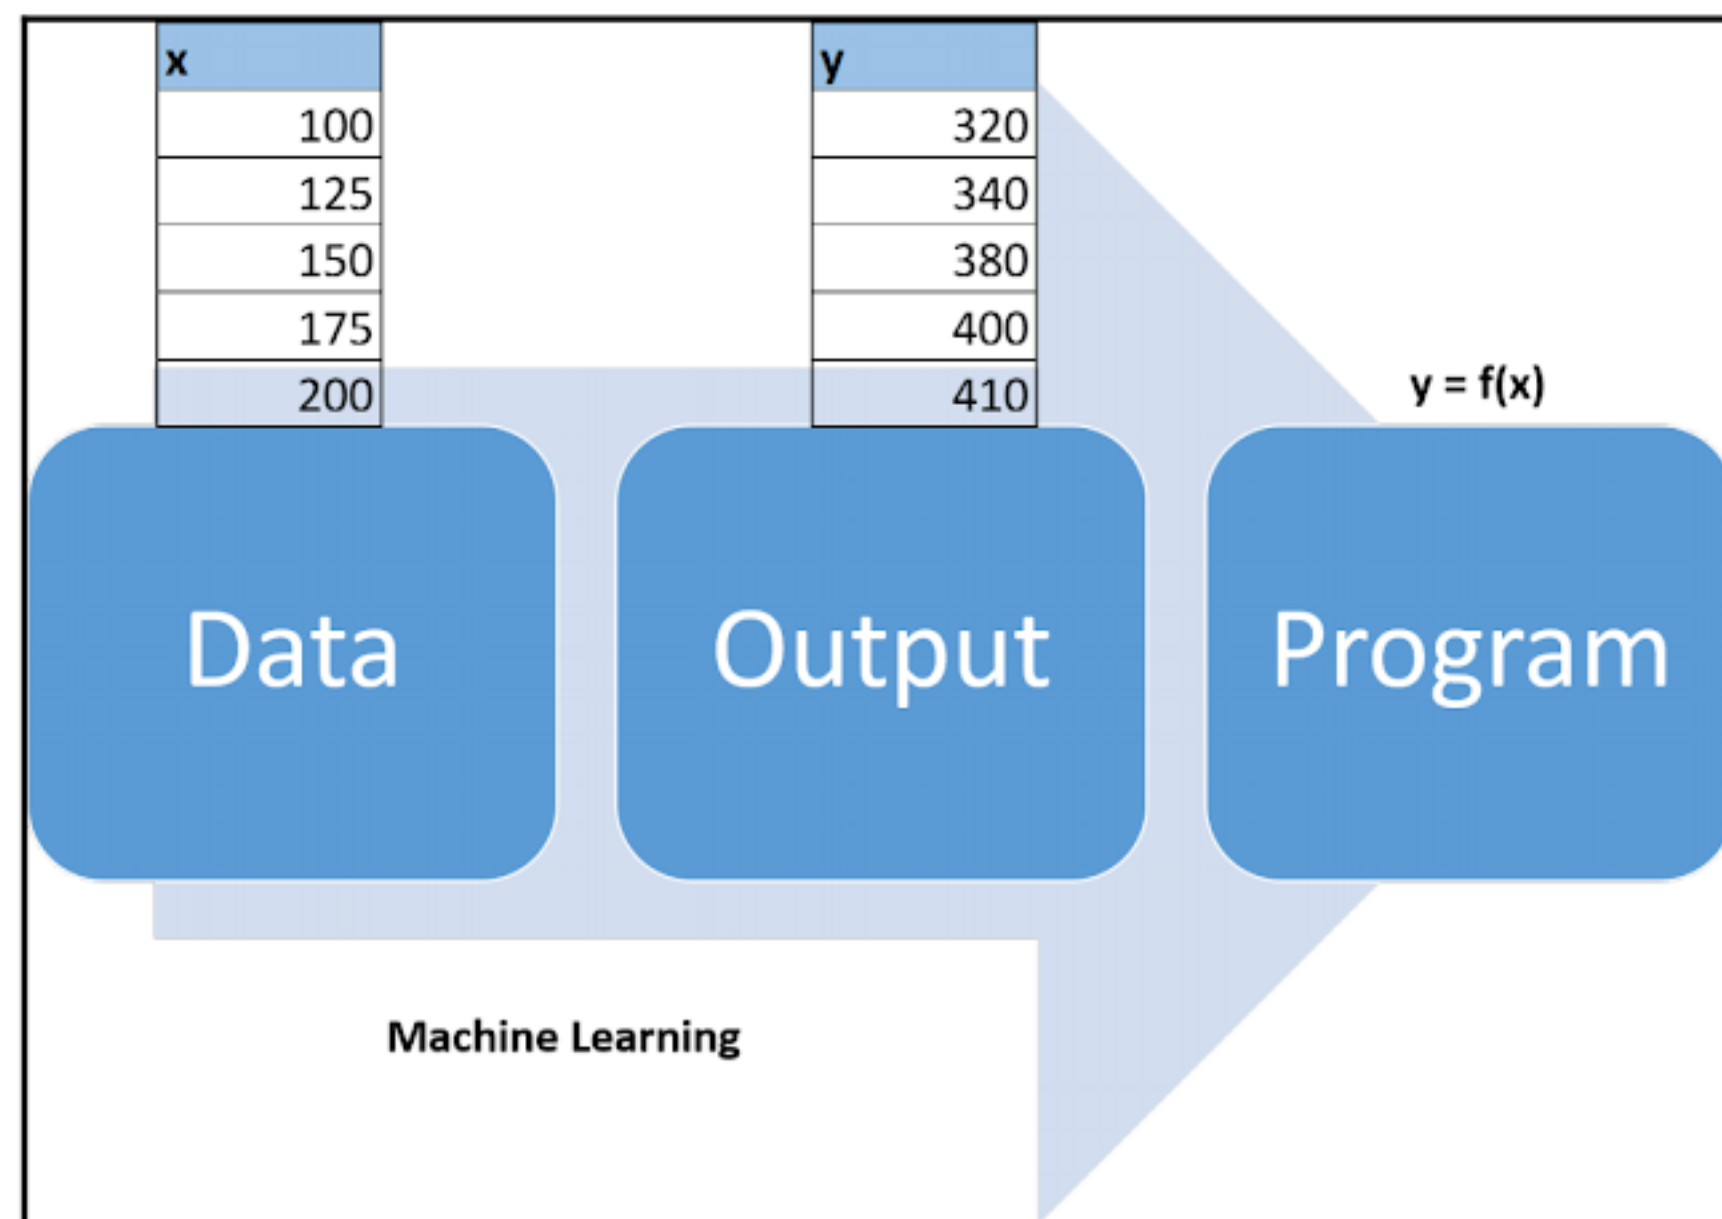 x y
100 320
125 340
150 380
175 400
200 410
y = f(x)
Data Output Program
Machine Learning